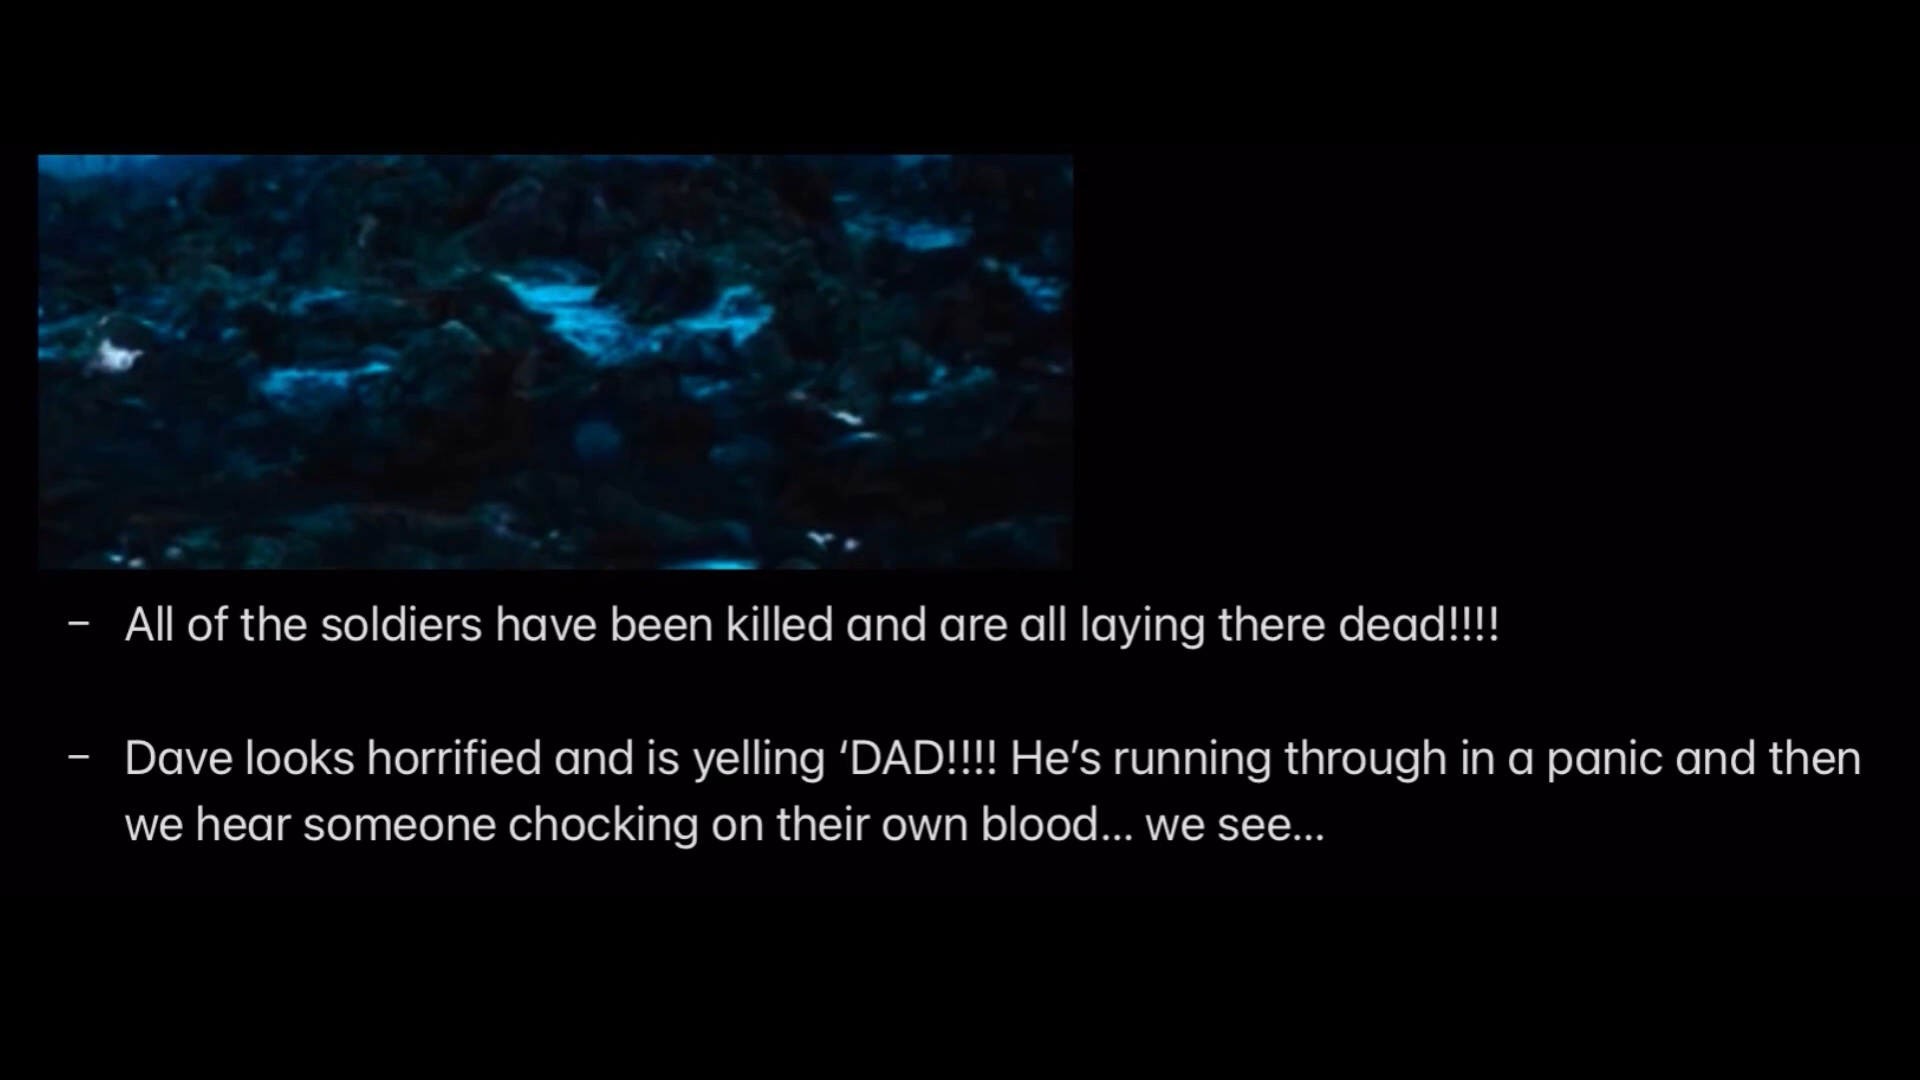 – All of the soldiers have been killed and are all laying there dead!!!!
– Dave looks horrified and is yelling ‘DAD!!!! He’s running through in a panic and then
we hear someone chocking on their own blood... we see...